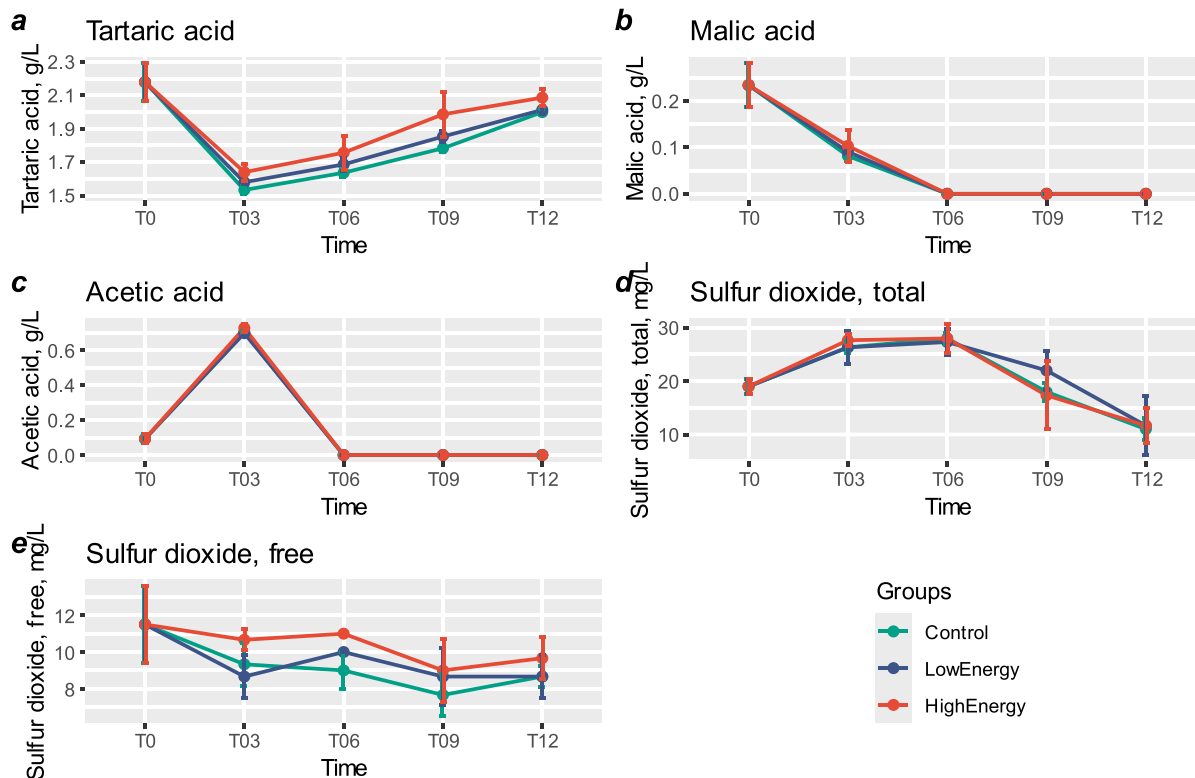 a
Tartaric acid
Tartaric acid, g/L
2.3
2.1
1.9
1.7
1.5
T0 T03 T06 T09 T12
Time
b
Malic acid
Malic acid, g/L
0.2
0.1
0.0
T0 T03 T06 T09 T12
Time
c
Acetic acid
Acetic acid, g/L
0.6
0.4
0.2
0.0
T0 T03 T06 T09 T12
Time
d
Sulfur dioxide, total
Sulfur dioxide, total, mg/L
30
20
10
T0 T03 T06 T09 T12
Time
e
Sulfur dioxide, free
Sulfur dioxide, free, mg/L
12
10
8
T0 T03 T06 T09 T12
Time
Groups
Control
LowEnergy
HighEnergy